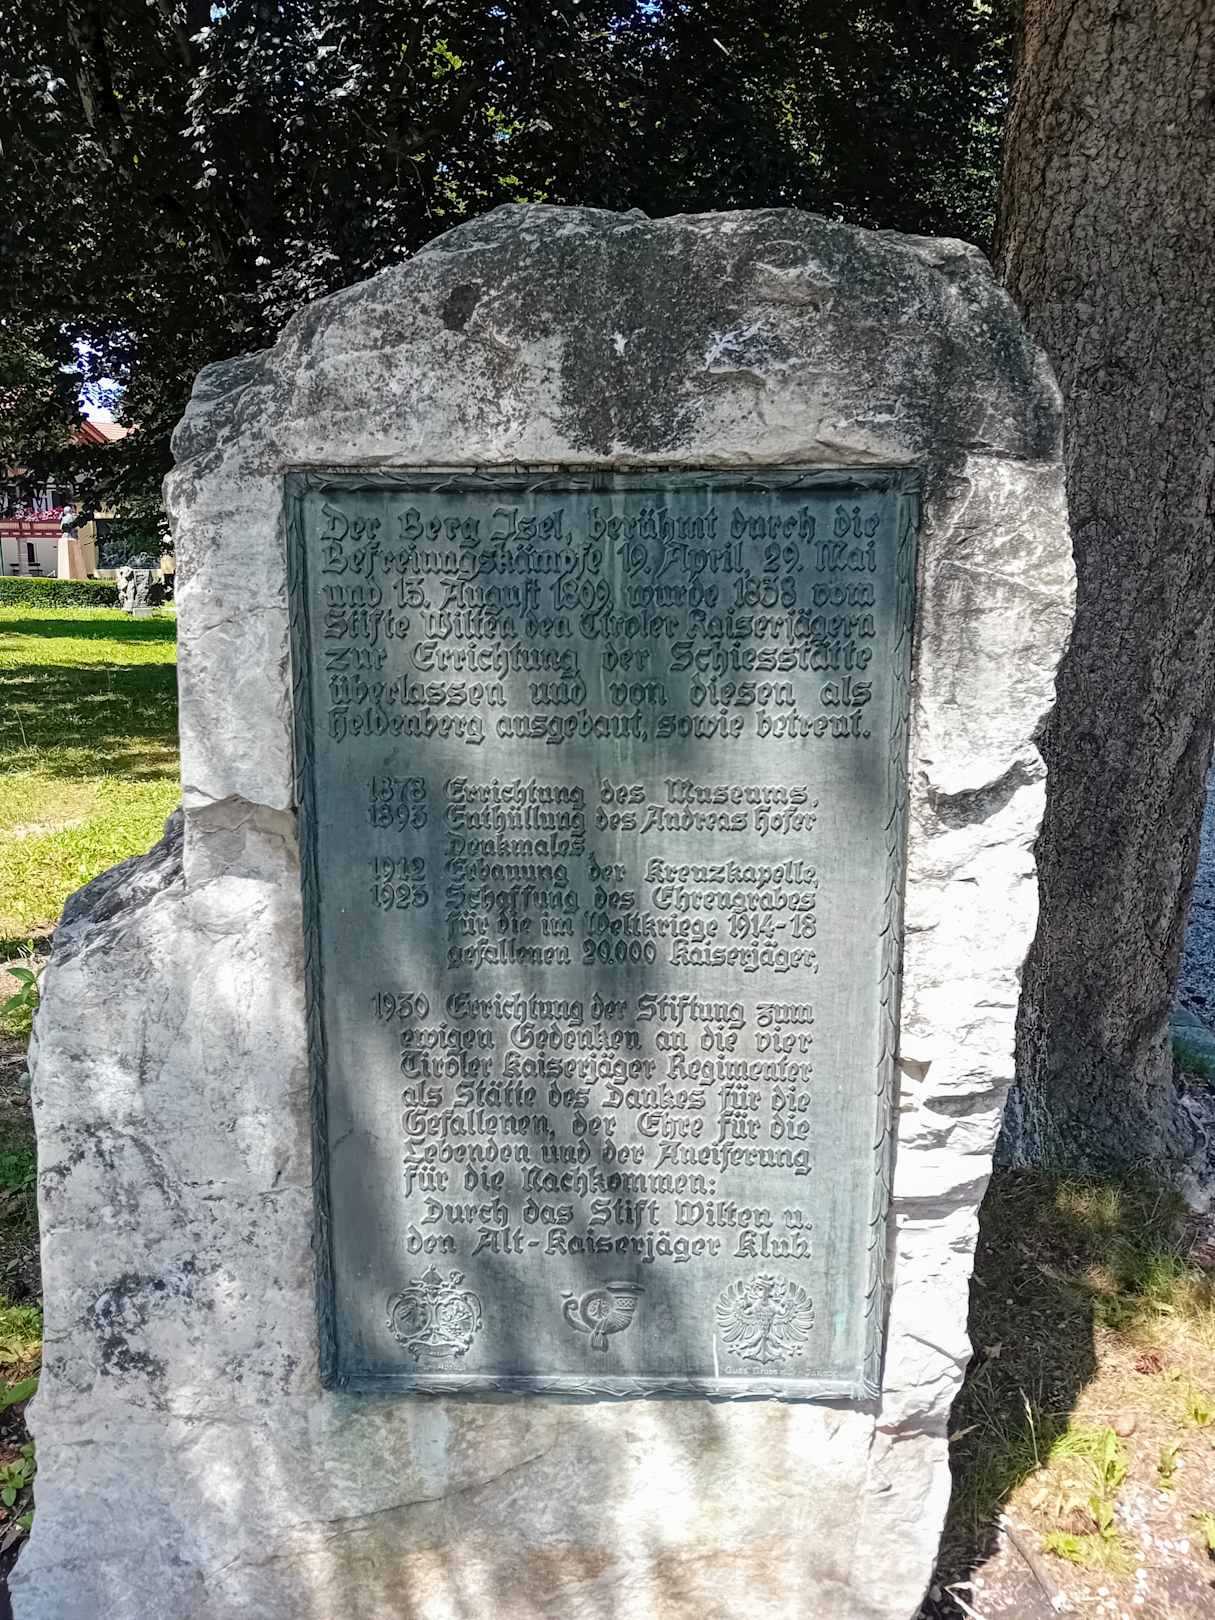 Der Berg Isel, berühmt durch die
Befreiungskämpfe 19. April, 29. Mai
und 13. August 1809, wurde 1838 vom
Stifte Wilten den Tiroler Kaiserjägern
zur Errichtung der Schiesstätte
überlassen und von diesen als
Heldenberg ausgebaut, sowie betreut.
1878 Errichtung des Museums,
1893 Enthüllung des Andreas Hofer
Denkmales,
1912 Erbauung der Kreuzkapelle,
1923 Schaffung des Ehrengrabes
für die im Weltkriege 1914-18
gefallenen 20.000 Kaiserjäger,
1930 Errichtung der Stiftung zum
ewigen Gedenken an die vier
Tiroler Kaiserjäger Regimenter
als Stätte des Dankes für die
Gefallenen, der Ehre für die
Lebenden und der Aneiferung
für die Nachkommen:
Durch das Stift Wilten u.
den Alt-Kaiserjäger Klub.